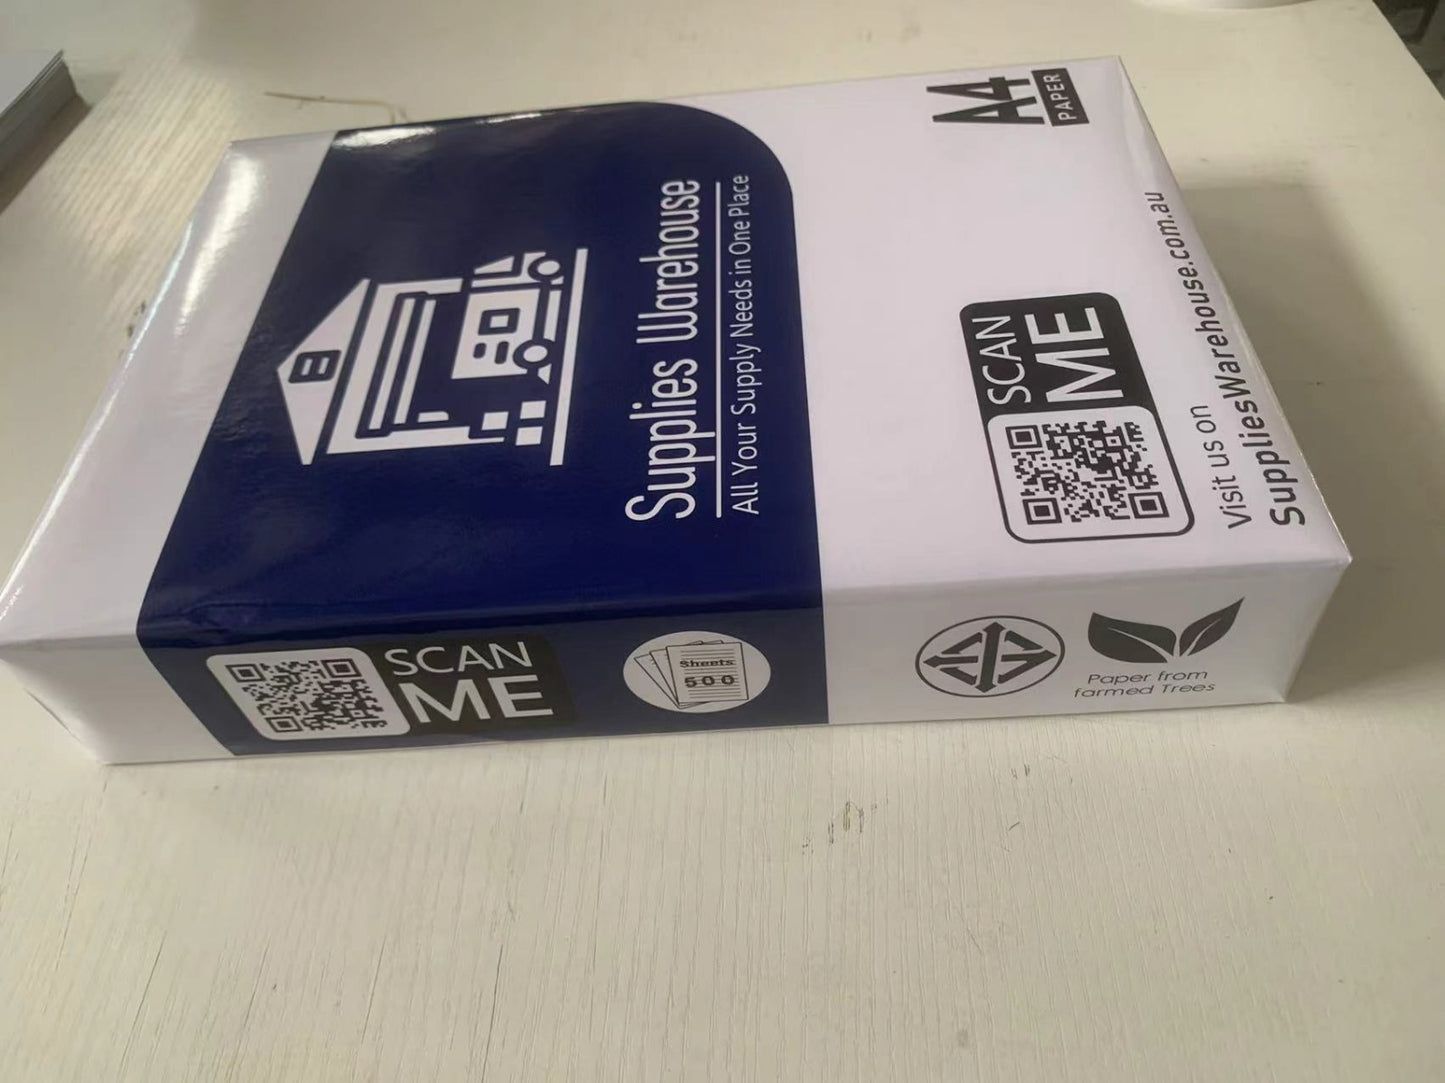 Supplies Warehouse
All Your Supply Needs in One Place
A4
PAPER
SCAN
ME
Visit us on
SuppliesWarehouse.com.au
SCAN
ME
Sheets
500
Paper from
farmed Trees